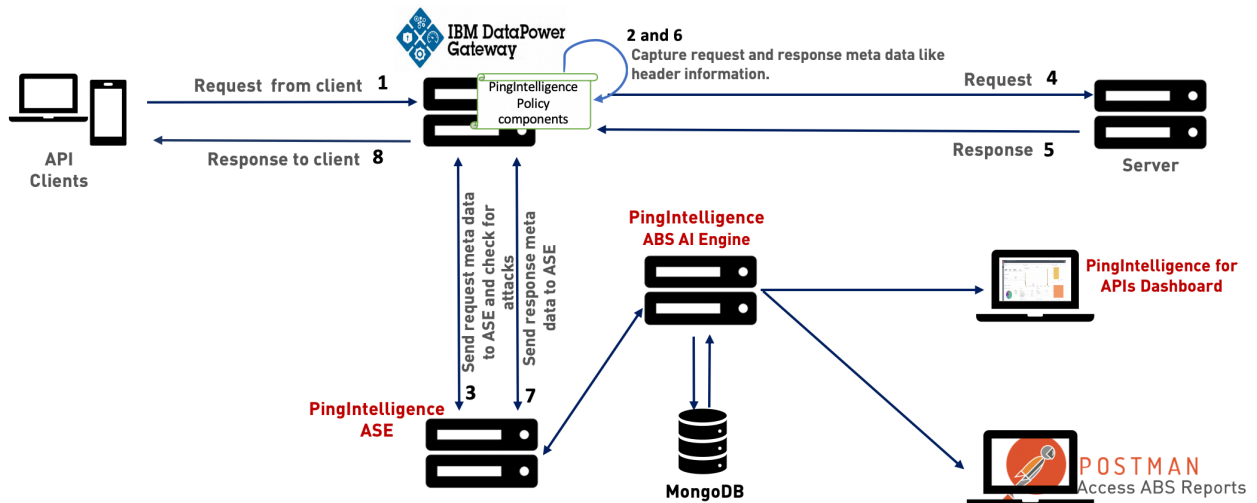 IBM DataPower
Gateway
2 and 6
Capture request and response meta data like
header information.
Request from client 1
PingIntelligence
Policy
components
Request 4
Response to client 8
Response 5
API
Clients
Server
Send request meta data
to ASE and check for
attacks
3
Send response meta
data to ASE
7
PingIntelligence
ABS AI Engine
PingIntelligence for
APIs Dashboard
PingIntelligence
ASE
MongoDB
POSTMAN
Access ABS Reports